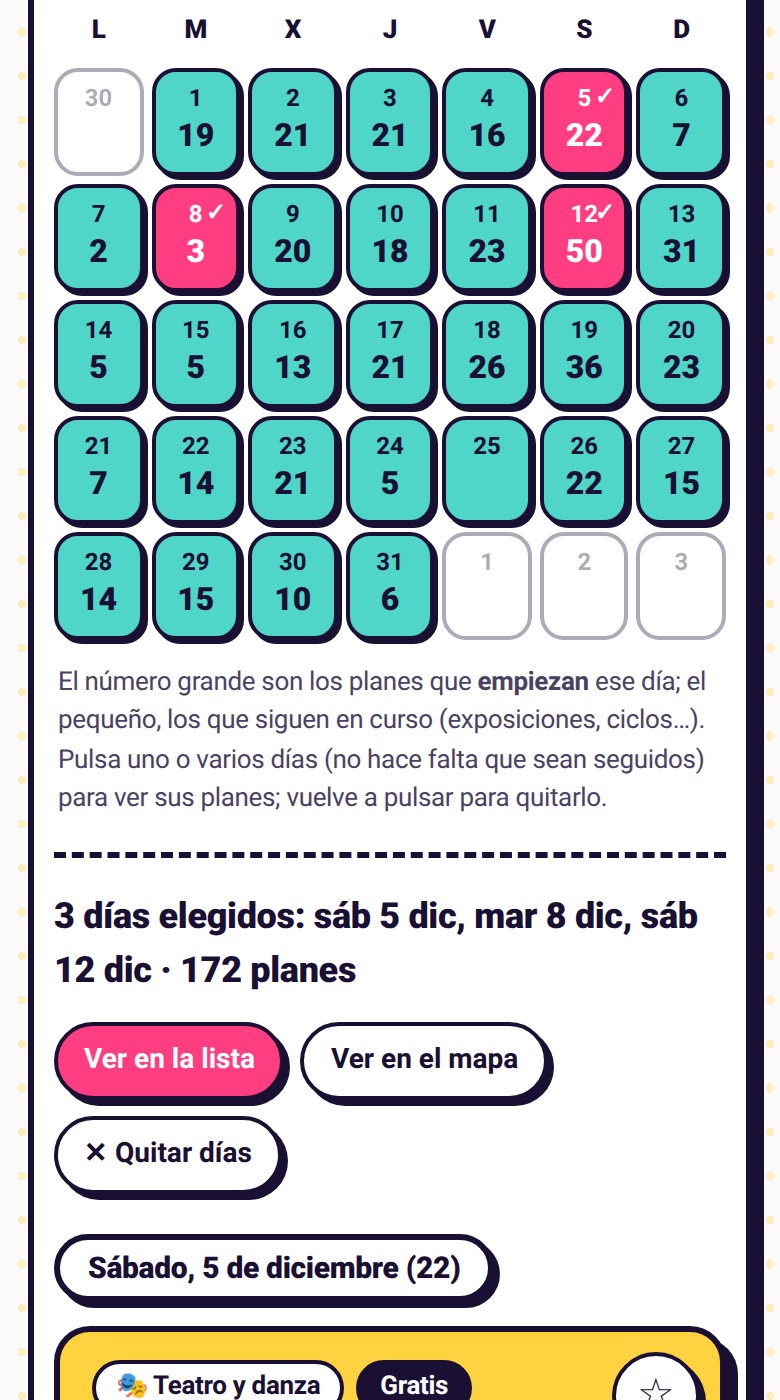 L M X J V S D
30 1 2 3 4 5 ✓ 6
19 21 21 16 22 7
7 8 ✓ 9 10 11 12✓ 13
2 3 20 18 23 50 31
14 15 16 17 18 19 20
5 5 13 21 26 36 23
21 22 23 24 25 26 27
7 14 21 5 22 15
28 29 30 31 1 2 3
14 15 10 6
El número grande son los planes que empiezan ese día; el
pequeño, los que siguen en curso (exposiciones, ciclos…).
Pulsa uno o varios días (no hace falta que sean seguidos)
para ver sus planes; vuelve a pulsar para quitarlo.
3 días elegidos: sáb 5 dic, mar 8 dic, sáb
12 dic · 172 planes
Ver en la lista Ver en el mapa
✕ Quitar días
Sábado, 5 de diciembre (22)
🎭 Teatro y danza Gratis ☆